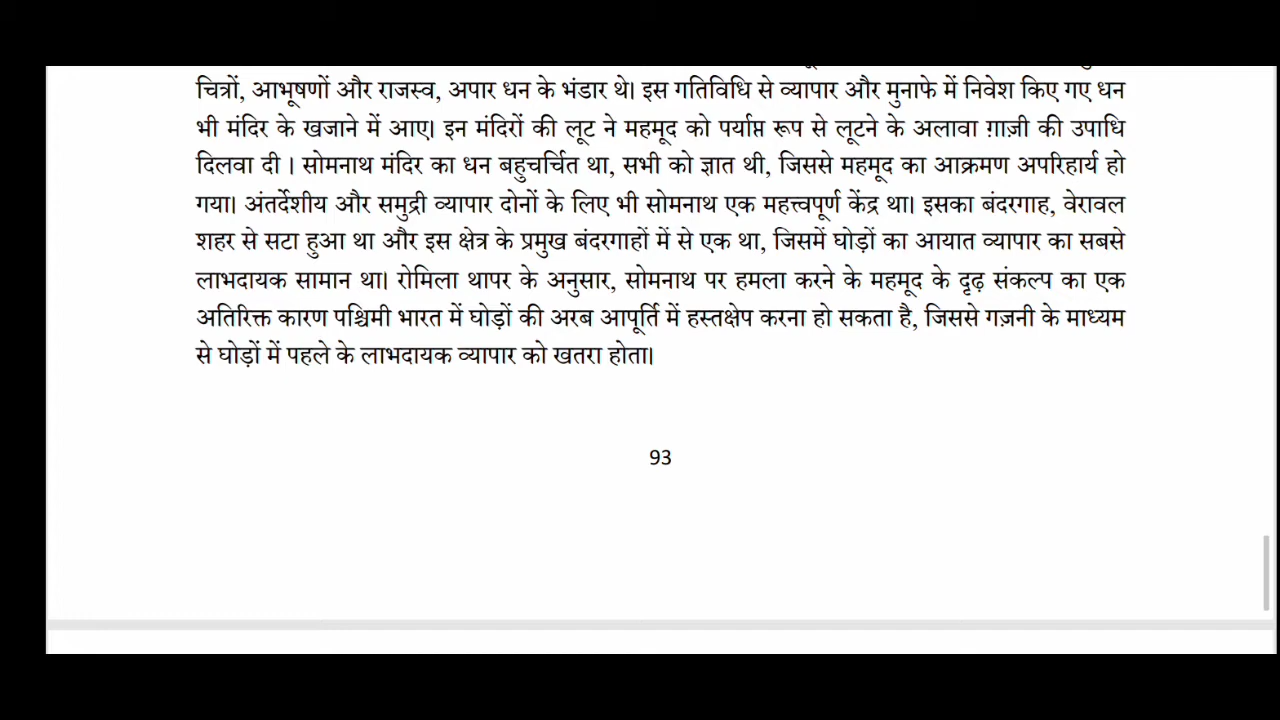 चित्रों, आभूषणों और राजस्व, अपार धन के भंडार थे। इस गतिविधि से व्यापार और मुनाफे में निवेश किए गए धन
भी मंदिर के खजाने में आए। इन मंदिरों की लूट ने महमूद को पर्याप्त रूप से लूटने के अलावा ग़ाज़ी की उपाधि
दिलवा दी । सोमनाथ मंदिर का धन बहुचर्चित था, सभी को ज्ञात थी, जिससे महमूद का आक्रमण अपरिहार्य हो
गया। अंतर्देशीय और समुद्री व्यापार दोनों के लिए भी सोमनाथ एक महत्त्वपूर्ण केंद्र था। इसका बंदरगाह, वेरावल
शहर से सटा हुआ था और इस क्षेत्र के प्रमुख बंदरगाहों में से एक था, जिसमें घोड़ों का आयात व्यापार का सबसे
लाभदायक सामान था। रोमिला थापर के अनुसार, सोमनाथ पर हमला करने के महमूद के दृढ़ संकल्प का एक
अतिरिक्त कारण पश्चिमी भारत में घोड़ों की अरब आपूर्ति में हस्तक्षेप करना हो सकता है, जिससे गज़नी के माध्यम
से घोड़ों में पहले के लाभदायक व्यापार को खतरा होता।
93